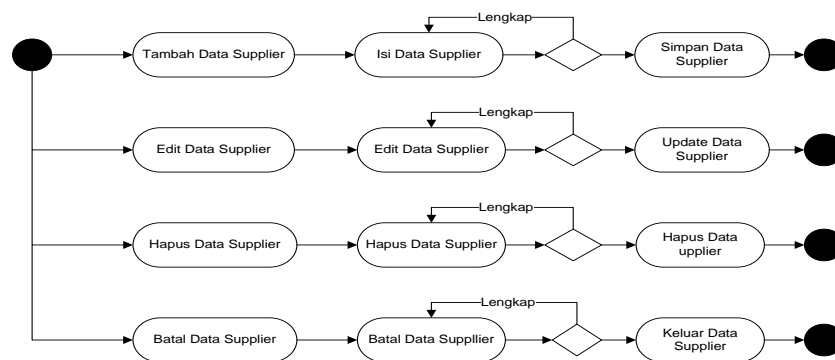 Lengkap
Tambah Data Supplier
Isi Data Supplier
Simpan Data
Supplier
Lengkap
Edit Data Supplier
Edit Data Supplier
Update Data
Supplier
Lengkap
Hapus Data Supplier
Hapus Data Supplier
Hapus Data
upplier
Lengkap
Batal Data Supplier
Batal Data Suppllier
Keluar Data
Supplier